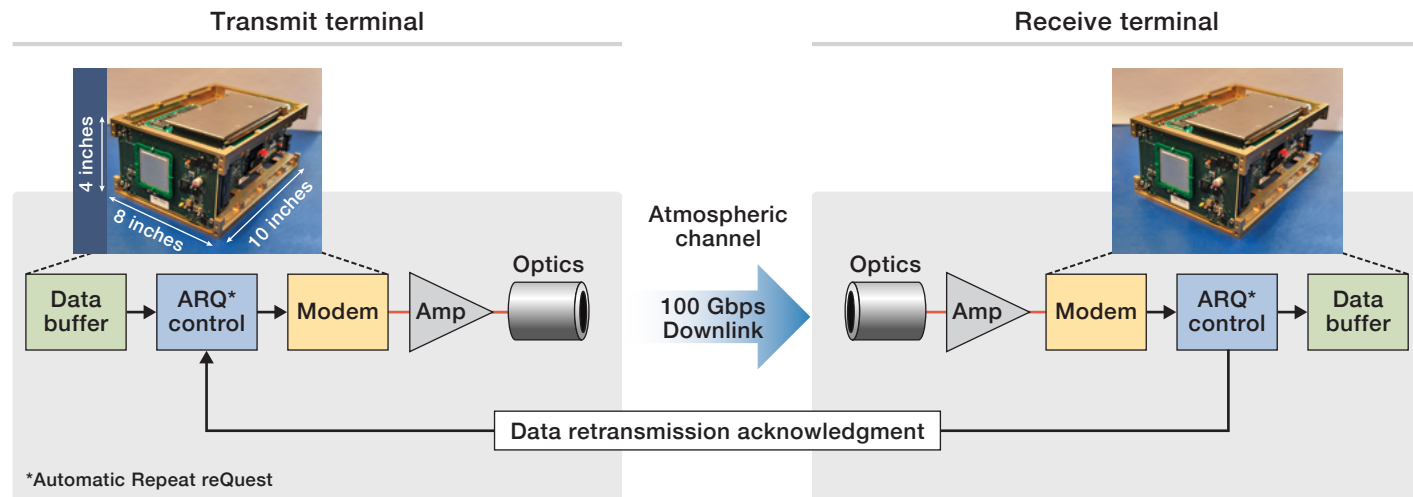 Transmit terminal
Receive terminal
4 inches
8 inches
10 inches
Atmospheric
channel
100 Gbps
Downlink
Data
buffer
ARQ*
control
Modem
Amp
Optics
Optics
Amp
Modem
ARQ*
control
Data
buffer
Data retransmission acknowledgment
*Automatic Repeat reQuest